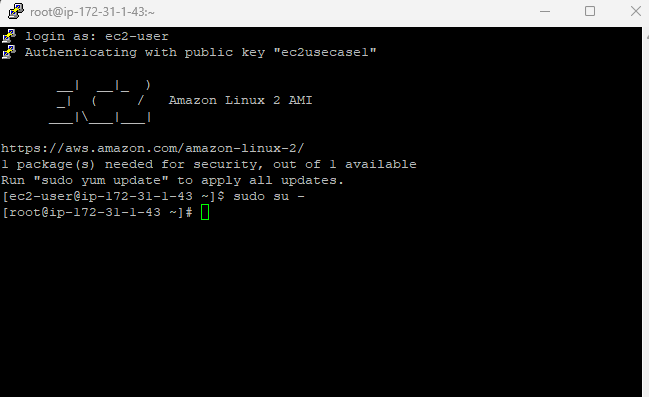 root@ip-172-31-1-43:~
login as: ec2-user
Authenticating with public key "ec2usecase1"
       __|  __|_  )
       _|  (     /   Amazon Linux 2 AMI
      ___|\___|___|
https://aws.amazon.com/amazon-linux-2/
1 package(s) needed for security, out of 1 available
Run "sudo yum update" to apply all updates.
[ec2-user@ip-172-31-1-43 ~]$ sudo su -
[root@ip-172-31-1-43 ~]#